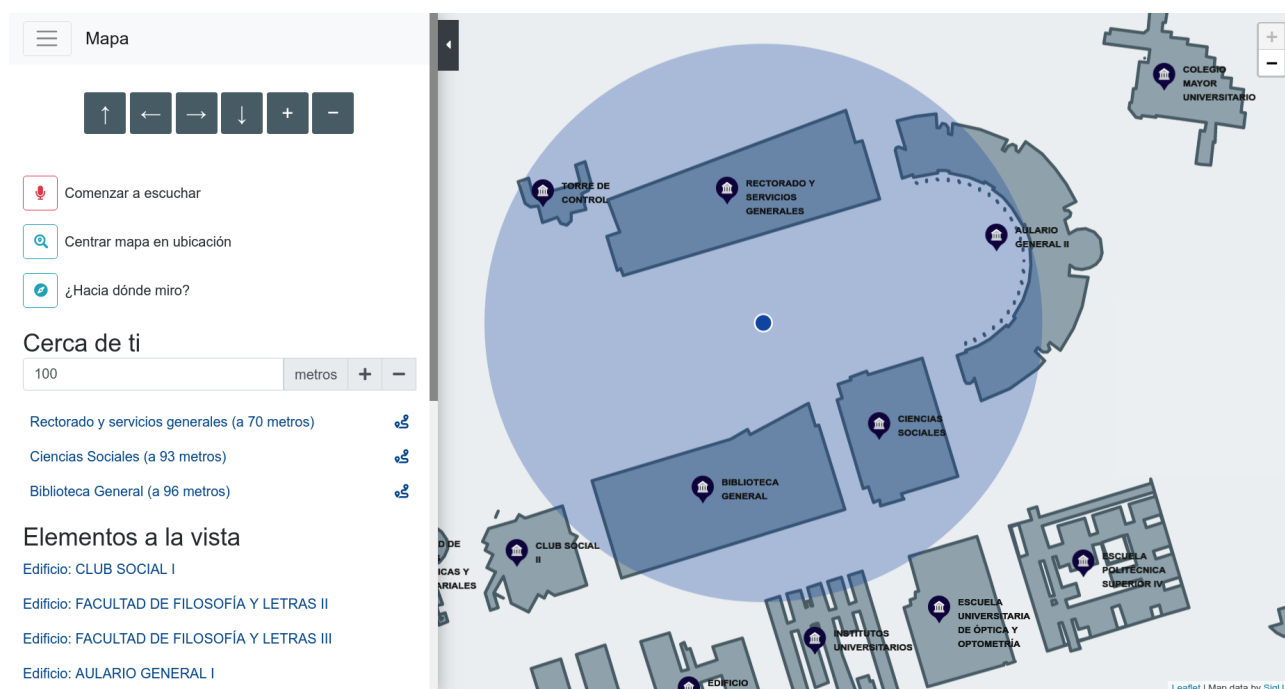 Mapa
↑ ← → ↓ + −
Comenzar a escuchar
Centrar mapa en ubicación
¿Hacia dónde miro?
Cerca de ti
100 metros + −
Rectorado y servicios generales (a 70 metros)
Ciencias Sociales (a 93 metros)
Biblioteca General (a 96 metros)
Elementos a la vista
Edificio: CLUB SOCIAL I
Edificio: FACULTAD DE FILOSOFÍA Y LETRAS II
Edificio: FACULTAD DE FILOSOFÍA Y LETRAS III
Edificio: AULARIO GENERAL I
+
−
COLEGIO
MAYOR
UNIVERSITARIO
TORRE DE
CONTROL
RECTORADO Y
SERVICIOS
GENERALES
AULARIO
GENERAL II
CIENCIAS
SOCIALES
BIBLIOTECA
GENERAL
CLUB SOCIAL
II
ESCUELA
POLITÉCNICA
SUPERIOR IV
ESCUELA
UNIVERSITARIA
DE ÓPTICA Y
OPTOMETRÍA
INSTITUTOS
UNIVERSITARIOS
EDIFICIO
Leaflet | Map data by